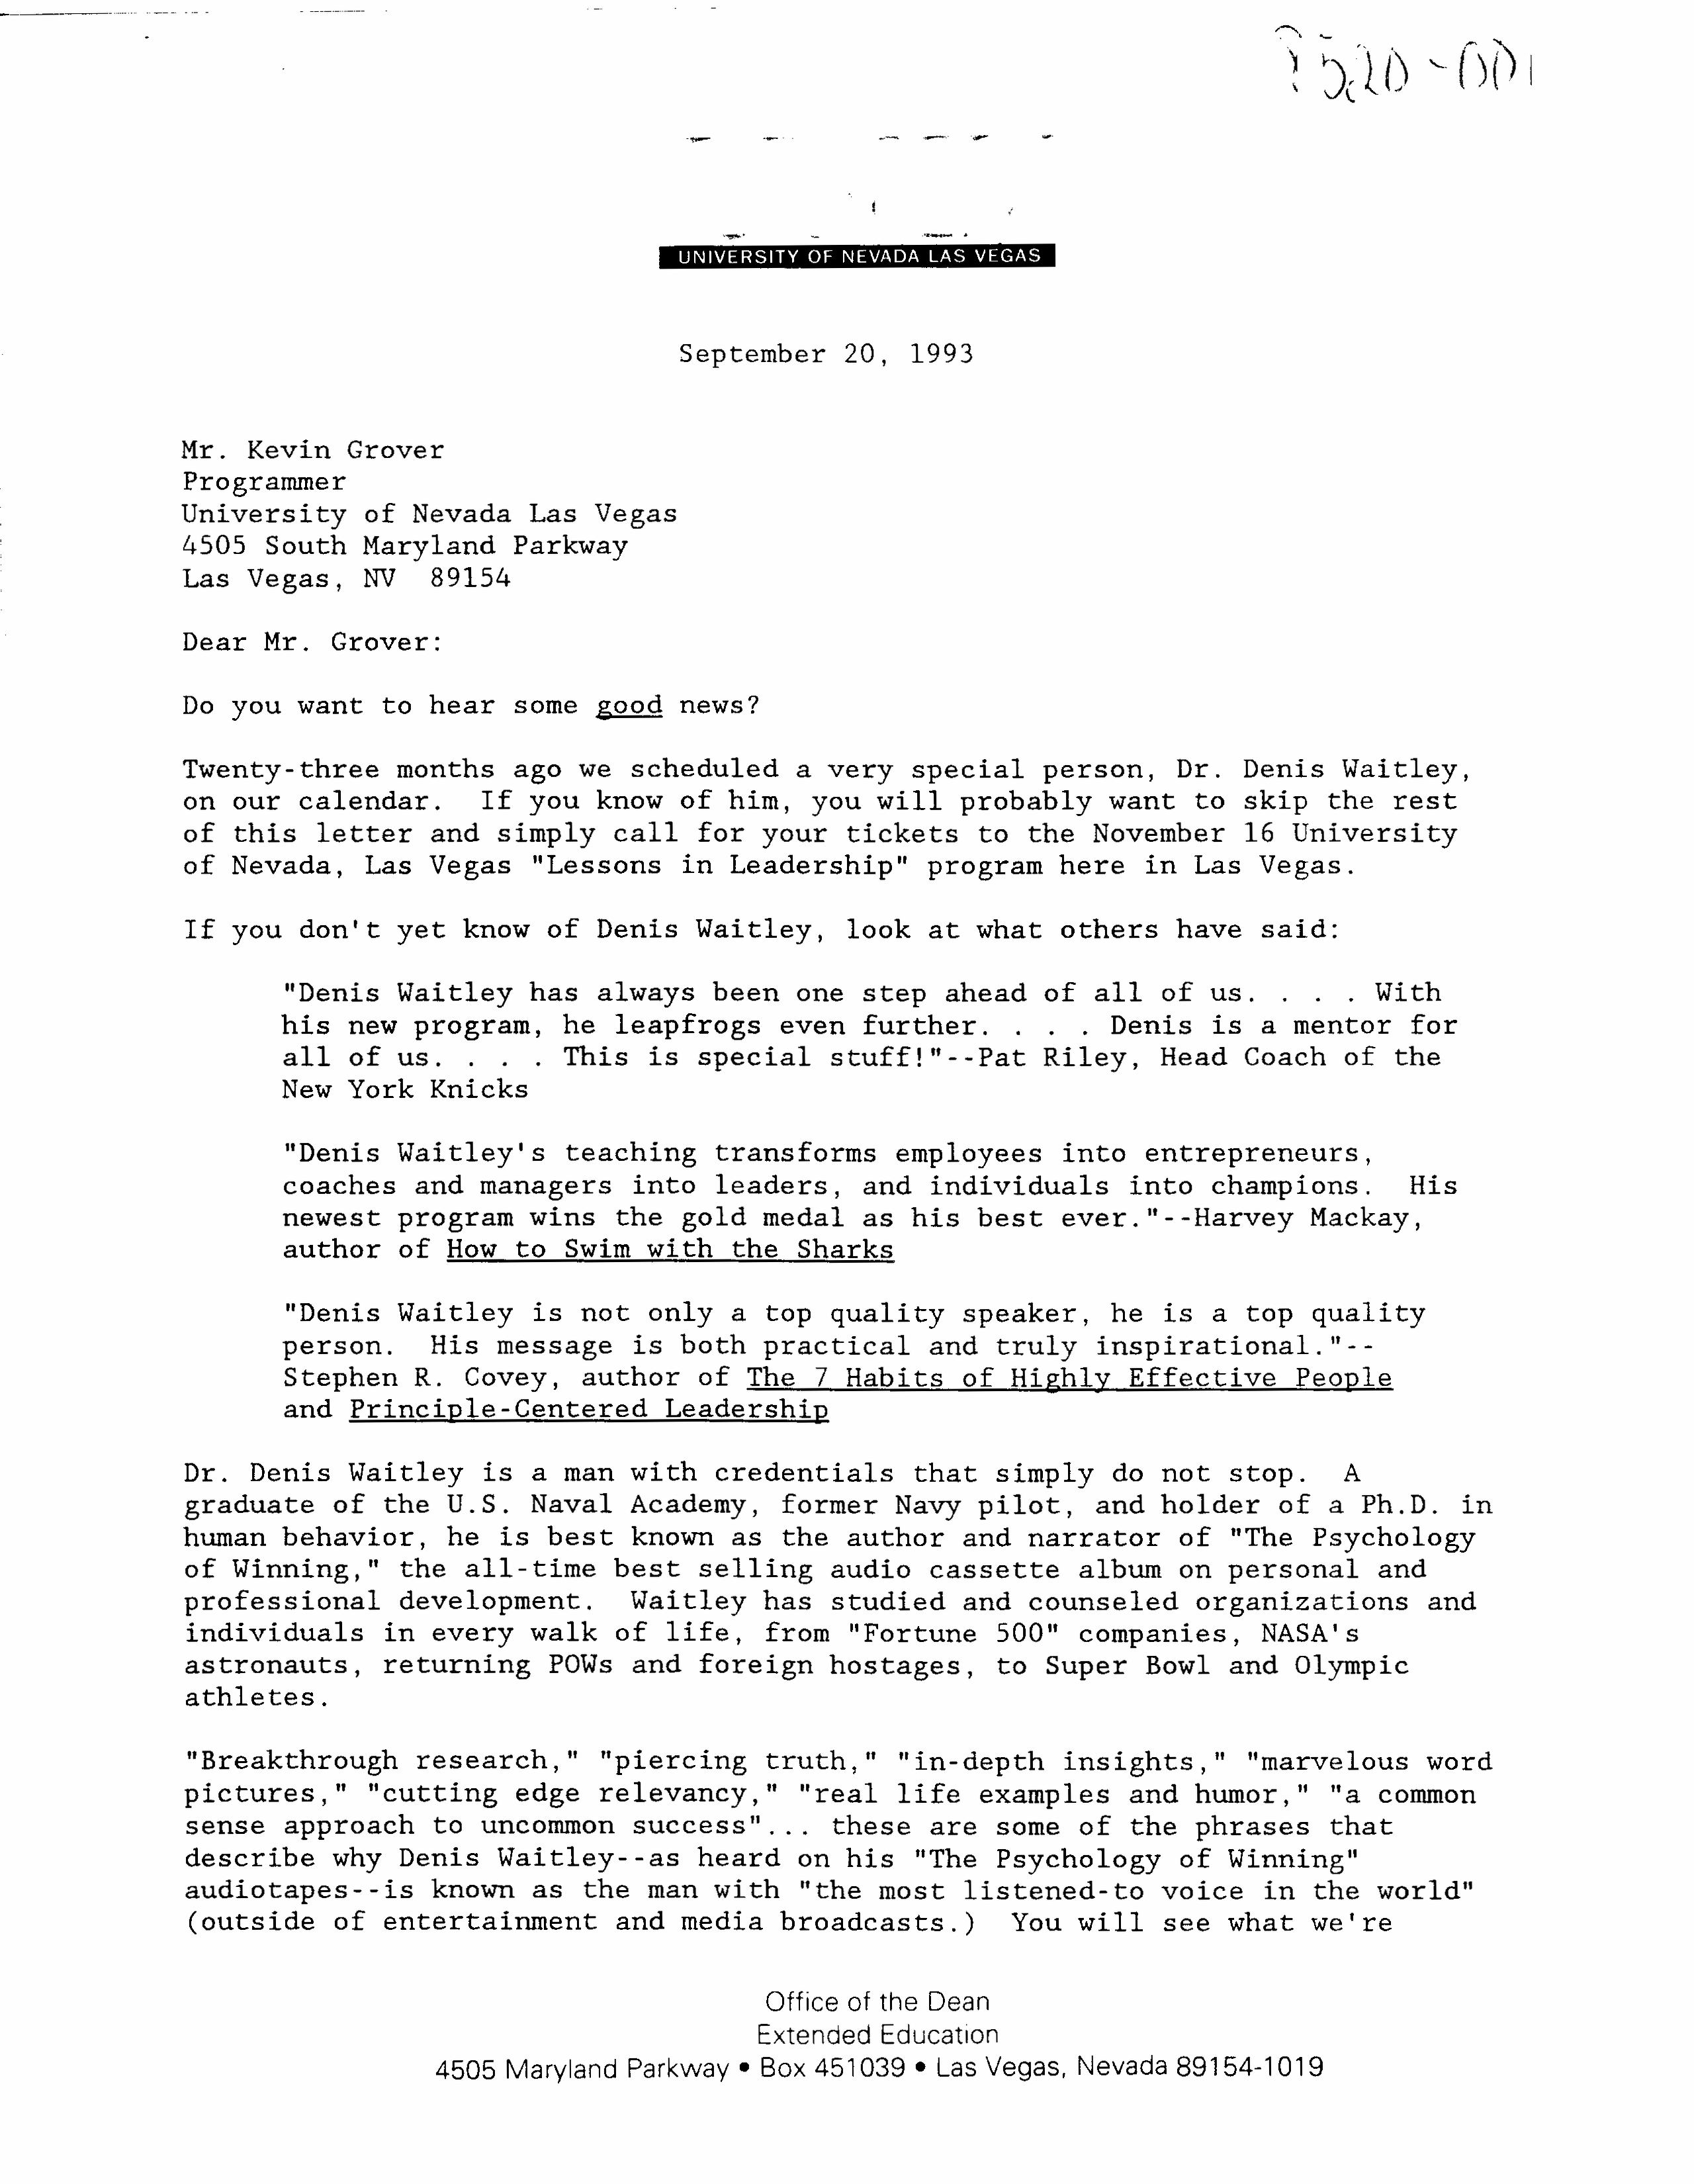 520-001
UNIVERSITY OF NEVADA LAS VEGAS
September 20, 1993
Mr. Kevin Grover
Programmer
University of Nevada Las Vegas
4505 South Maryland Parkway
Las Vegas, NV  89154
Dear Mr. Grover:
Do you want to hear some good news?
Twenty-three months ago we scheduled a very special person, Dr. Denis Waitley,
on our calendar.  If you know of him, you will probably want to skip the rest
of this letter and simply call for your tickets to the November 16 University
of Nevada, Las Vegas "Lessons in Leadership" program here in Las Vegas.
If you don't yet know of Denis Waitley, look at what others have said:
"Denis Waitley has always been one step ahead of all of us. . . . With
his new program, he leapfrogs even further. . . . Denis is a mentor for
all of us. . . . This is special stuff!"--Pat Riley, Head Coach of the
New York Knicks
"Denis Waitley's teaching transforms employees into entrepreneurs,
coaches and managers into leaders, and individuals into champions.  His
newest program wins the gold medal as his best ever."--Harvey Mackay,
author of How to Swim with the Sharks
"Denis Waitley is not only a top quality speaker, he is a top quality
person.  His message is both practical and truly inspirational."--
Stephen R. Covey, author of The 7 Habits of Highly Effective People
and Principle-Centered Leadership
Dr. Denis Waitley is a man with credentials that simply do not stop.  A
graduate of the U.S. Naval Academy, former Navy pilot, and holder of a Ph.D. in
human behavior, he is best known as the author and narrator of "The Psychology
of Winning," the all-time best selling audio cassette album on personal and
professional development.  Waitley has studied and counseled organizations and
individuals in every walk of life, from "Fortune 500" companies, NASA's
astronauts, returning POWs and foreign hostages, to Super Bowl and Olympic
athletes.
"Breakthrough research," "piercing truth," "in-depth insights," "marvelous word
pictures," "cutting edge relevancy," "real life examples and humor," "a common
sense approach to uncommon success"... these are some of the phrases that
describe why Denis Waitley--as heard on his "The Psychology of Winning"
audiotapes--is known as the man with "the most listened-to voice in the world"
(outside of entertainment and media broadcasts.)  You will see what we're
Office of the Dean
Extended Education
4505 Maryland Parkway • Box 451039 • Las Vegas, Nevada 89154-1019